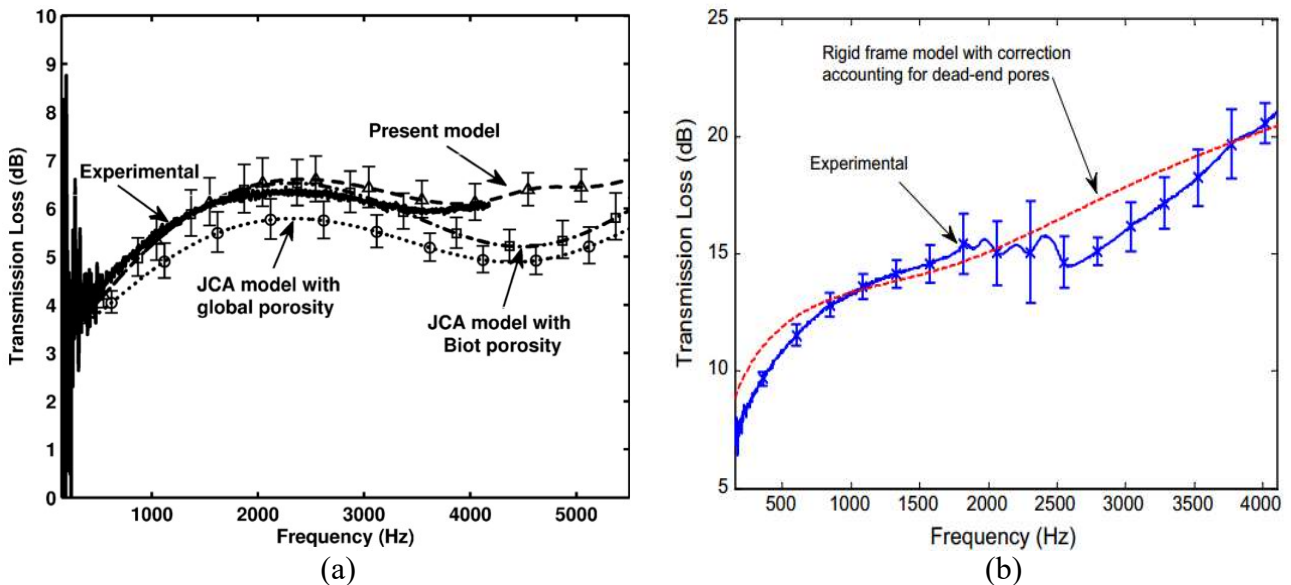 (a)
10
9
8
7
6
5
4
3
2
1
0
Transmission Loss (dB)
Experimental
Present model
JCA model with
global porosity
JCA model with
Biot porosity
1000 2000 3000 4000 5000
Frequency (Hz)
(a)
(b)
25
20
15
10
5
Transmission Loss (dB)
Rigid frame model with correction
accounting for dead-end pores
Experimental
500 1000 1500 2000 2500 3000 3500 4000
Frequency (Hz)
(b)